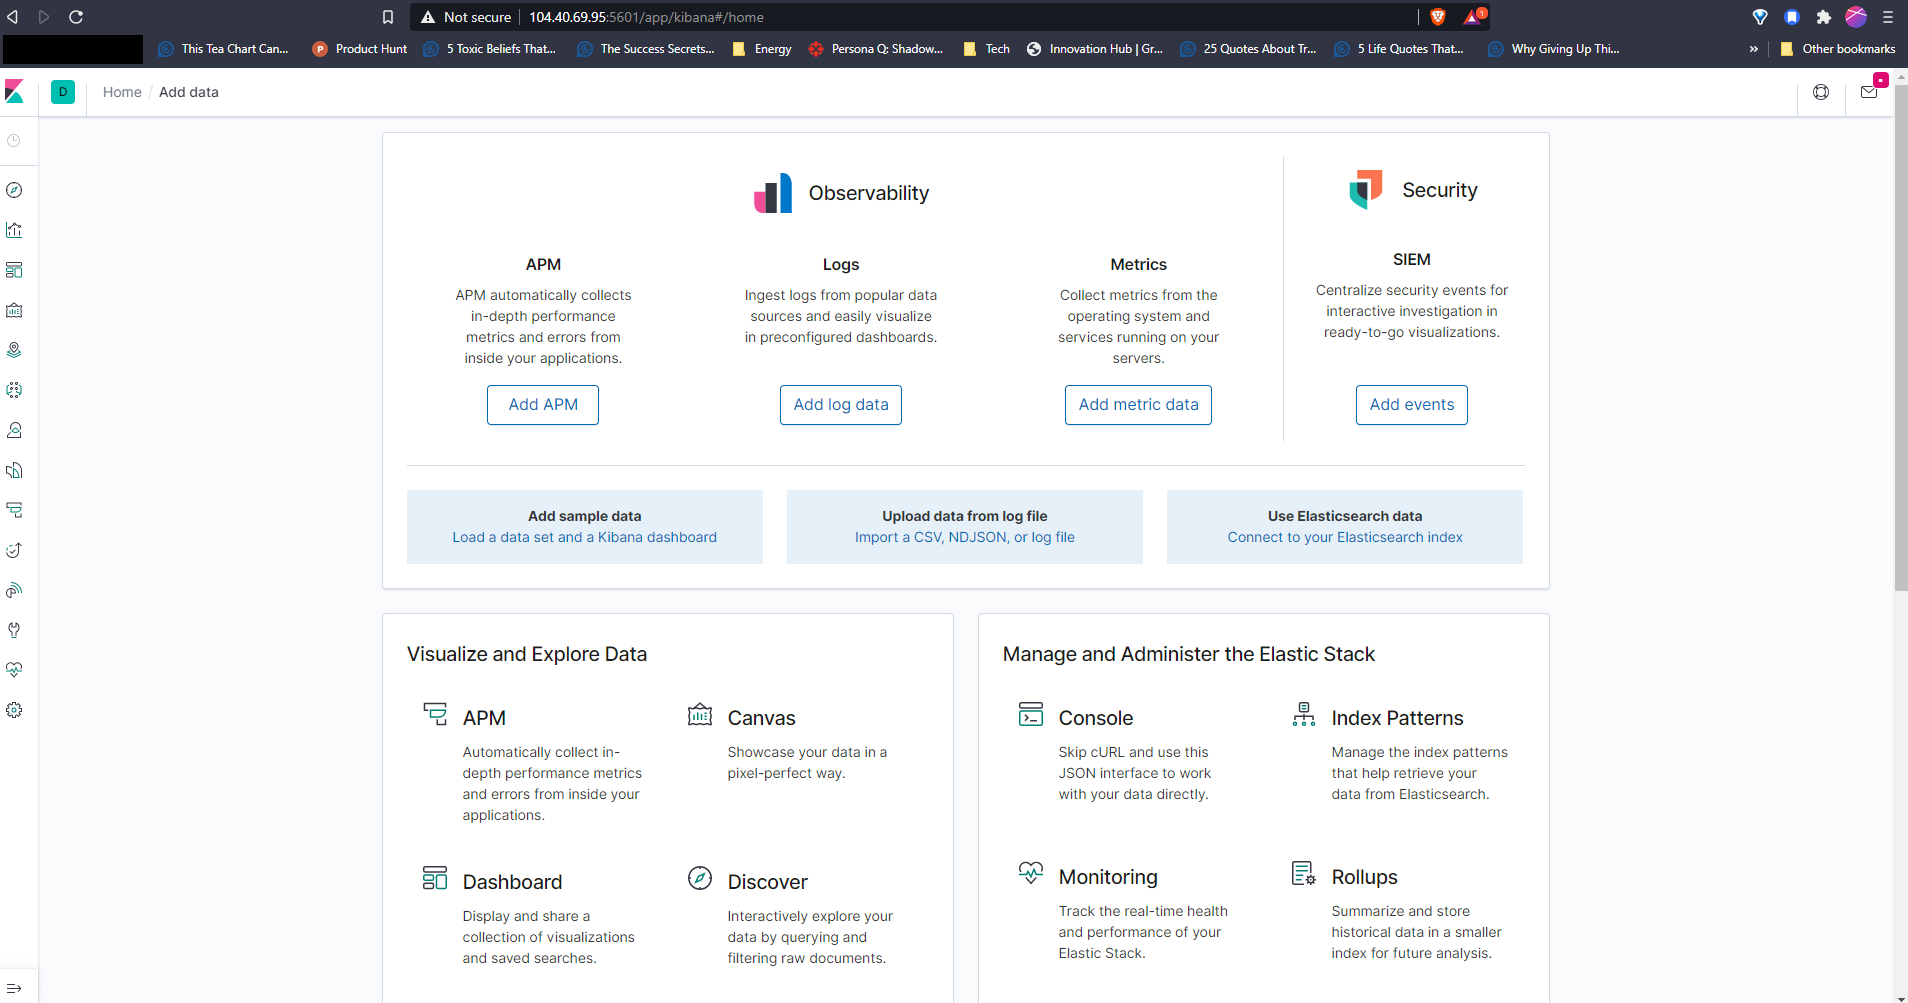 Not secure 104.40.69.95:5601/app/kibana#/home
1
This Tea Chart Can... Product Hunt 5 Toxic Beliefs That... The Success Secrets... Energy Persona Q: Shadow... Tech Innovation Hub | Gr... 25 Quotes About Tr... 5 Life Quotes That... Why Giving Up Thi... » Other bookmarks
D Home / Add data
Observability
Security
APM
APM automatically collects
in-depth performance
metrics and errors from
inside your applications.
Add APM
Logs
Ingest logs from popular data
sources and easily visualize
in preconfigured dashboards.
Add log data
Metrics
Collect metrics from the
operating system and
services running on your
servers.
Add metric data
SIEM
Centralize security events for
interactive investigation in
ready-to-go visualizations.
Add events
Add sample data
Load a data set and a Kibana dashboard
Upload data from log file
Import a CSV, NDJSON, or log file
Use Elasticsearch data
Connect to your Elasticsearch index
Visualize and Explore Data
APM
Automatically collect in-
depth performance metrics
and errors from inside your
applications.
Canvas
Showcase your data in a
pixel-perfect way.
Dashboard
Display and share a
collection of visualizations
and saved searches.
Discover
Interactively explore your
data by querying and
filtering raw documents.
Manage and Administer the Elastic Stack
Console
Skip cURL and use this
JSON interface to work
with your data directly.
Index Patterns
Manage the index patterns
that help retrieve your
data from Elasticsearch.
Monitoring
Track the real-time health
and performance of your
Elastic Stack.
Rollups
Summarize and store
historical data in a smaller
index for future analysis.